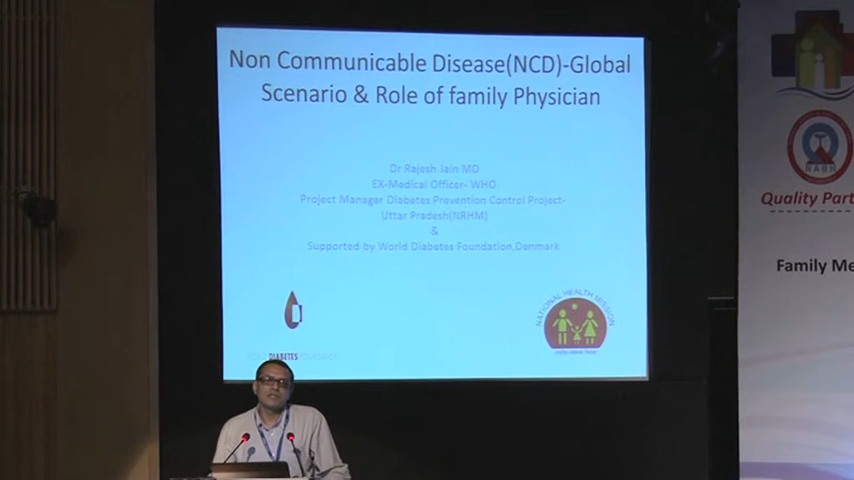 Non Communicable Disease(NCD)-Global
Scenario & Role of family Physician
Dr Rajesh Jain MD
EX-Medical Officer- WHO
Project Manager Diabetes Prevention Control Project-
Uttar Pradesh(NRHM)
&
Supported by World Diabetes Foundation,Denmark
NATIONAL HEALTH MISSION
DIABETES FOUNDATION
NABH
Quality Part
Family Me